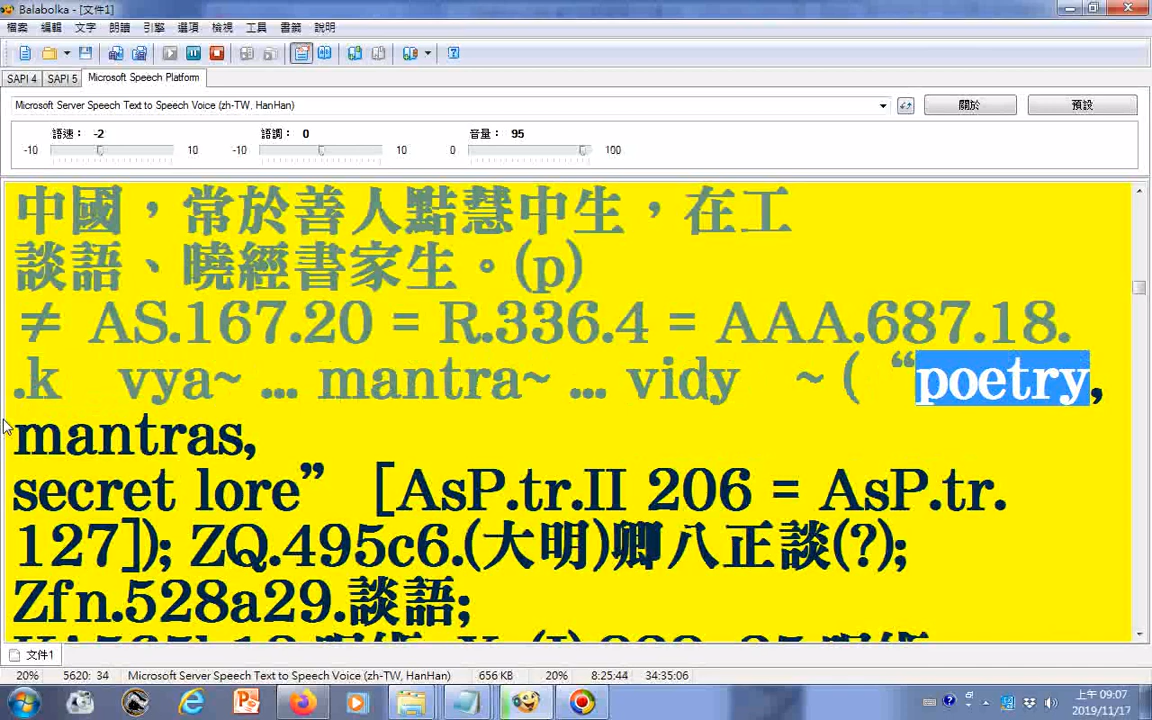 Balabolka - [文件1]
檔案 編輯 文字 朗讀 引擎 選項 檢視 工具 書籤 說明
SAPI 4 SAPI 5 Microsoft Speech Platform
Microsoft Server Speech Text to Speech Voice (zh-TW, HanHan) 關於 預設
語速： -2 語調： 0 音量： 95
-10 10 -10 10 0 100
中國，常於善人黠慧中生，在工
談語、曉經書家生。(p)
≠ AS.167.20 = R.336.4 = AAA.687.18.
.k vya~ ... mantra~ ... vidy ~ ( “poetry,
mantras,
secret lore” [AsP.tr.II 206 = AsP.tr.
127]); ZQ.495c6.(大明)卿八正談(?);
Zfn.528a29.談語;
文件1
20% 5620: 34 Microsoft Server Speech Text to Speech Voice (zh-TW, HanHan) 656 KB 20% 8:25:44 34:35:06
上午 09:07
2019/11/17